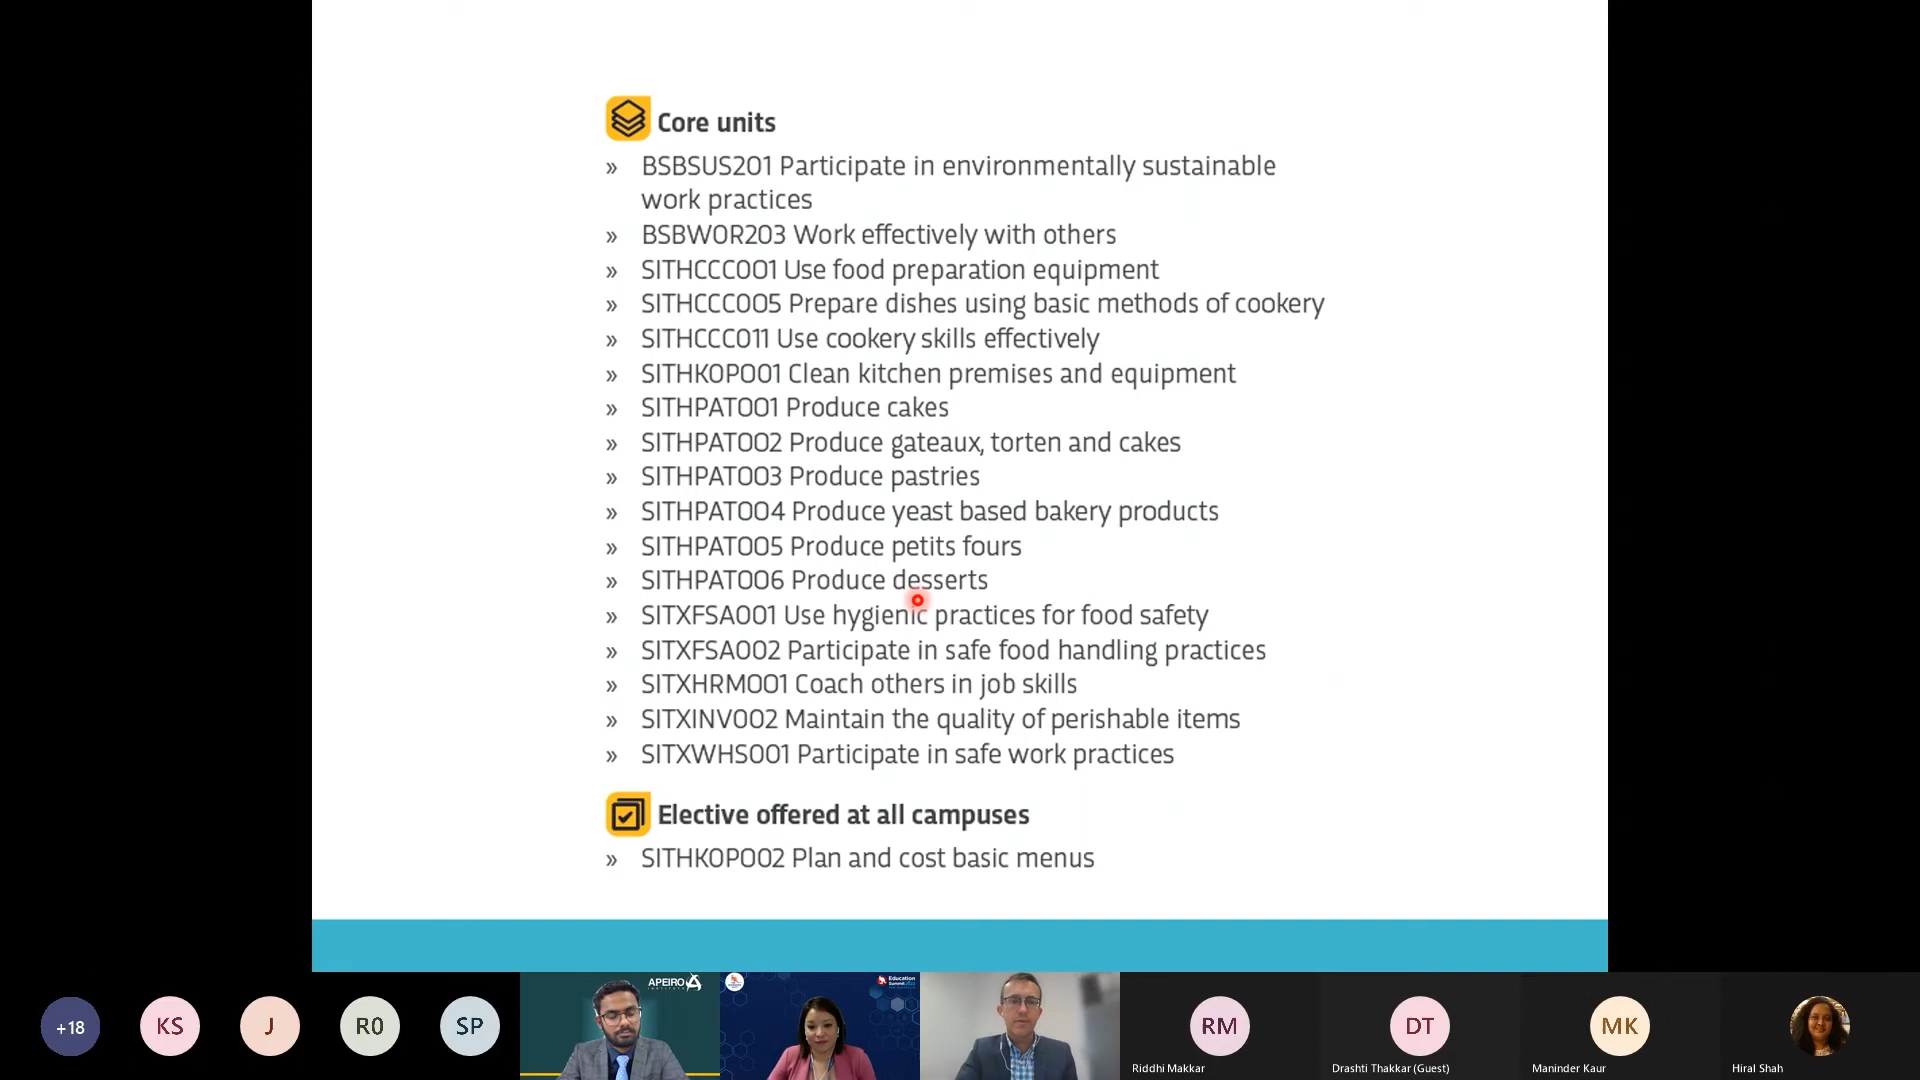 Core units
» BSBSUS201 Participate in environmentally sustainable
work practices
» BSBWOR203 Work effectively with others
» SITHCCC001 Use food preparation equipment
» SITHCCC005 Prepare dishes using basic methods of cookery
» SITHCCC011 Use cookery skills effectively
» SITHKOP001 Clean kitchen premises and equipment
» SITHPAT001 Produce cakes
» SITHPAT002 Produce gateaux, torten and cakes
» SITHPAT003 Produce pastries
» SITHPAT004 Produce yeast based bakery products
» SITHPAT005 Produce petits fours
» SITHPAT006 Produce desserts
» SITXFSA001 Use hygienic practices for food safety
» SITXFSA002 Participate in safe food handling practices
» SITXHRM001 Coach others in job skills
» SITXINV002 Maintain the quality of perishable items
» SITXWHS001 Participate in safe work practices
Elective offered at all campuses
» SITHKOP002 Plan and cost basic menus
+18
KS
J
R0
SP
APEIRO
INSTITUTE
Education
RM
DT
MK
Riddhi Makkar
Drashti Thakkar (Guest)
Maninder Kaur
Hiral Shah